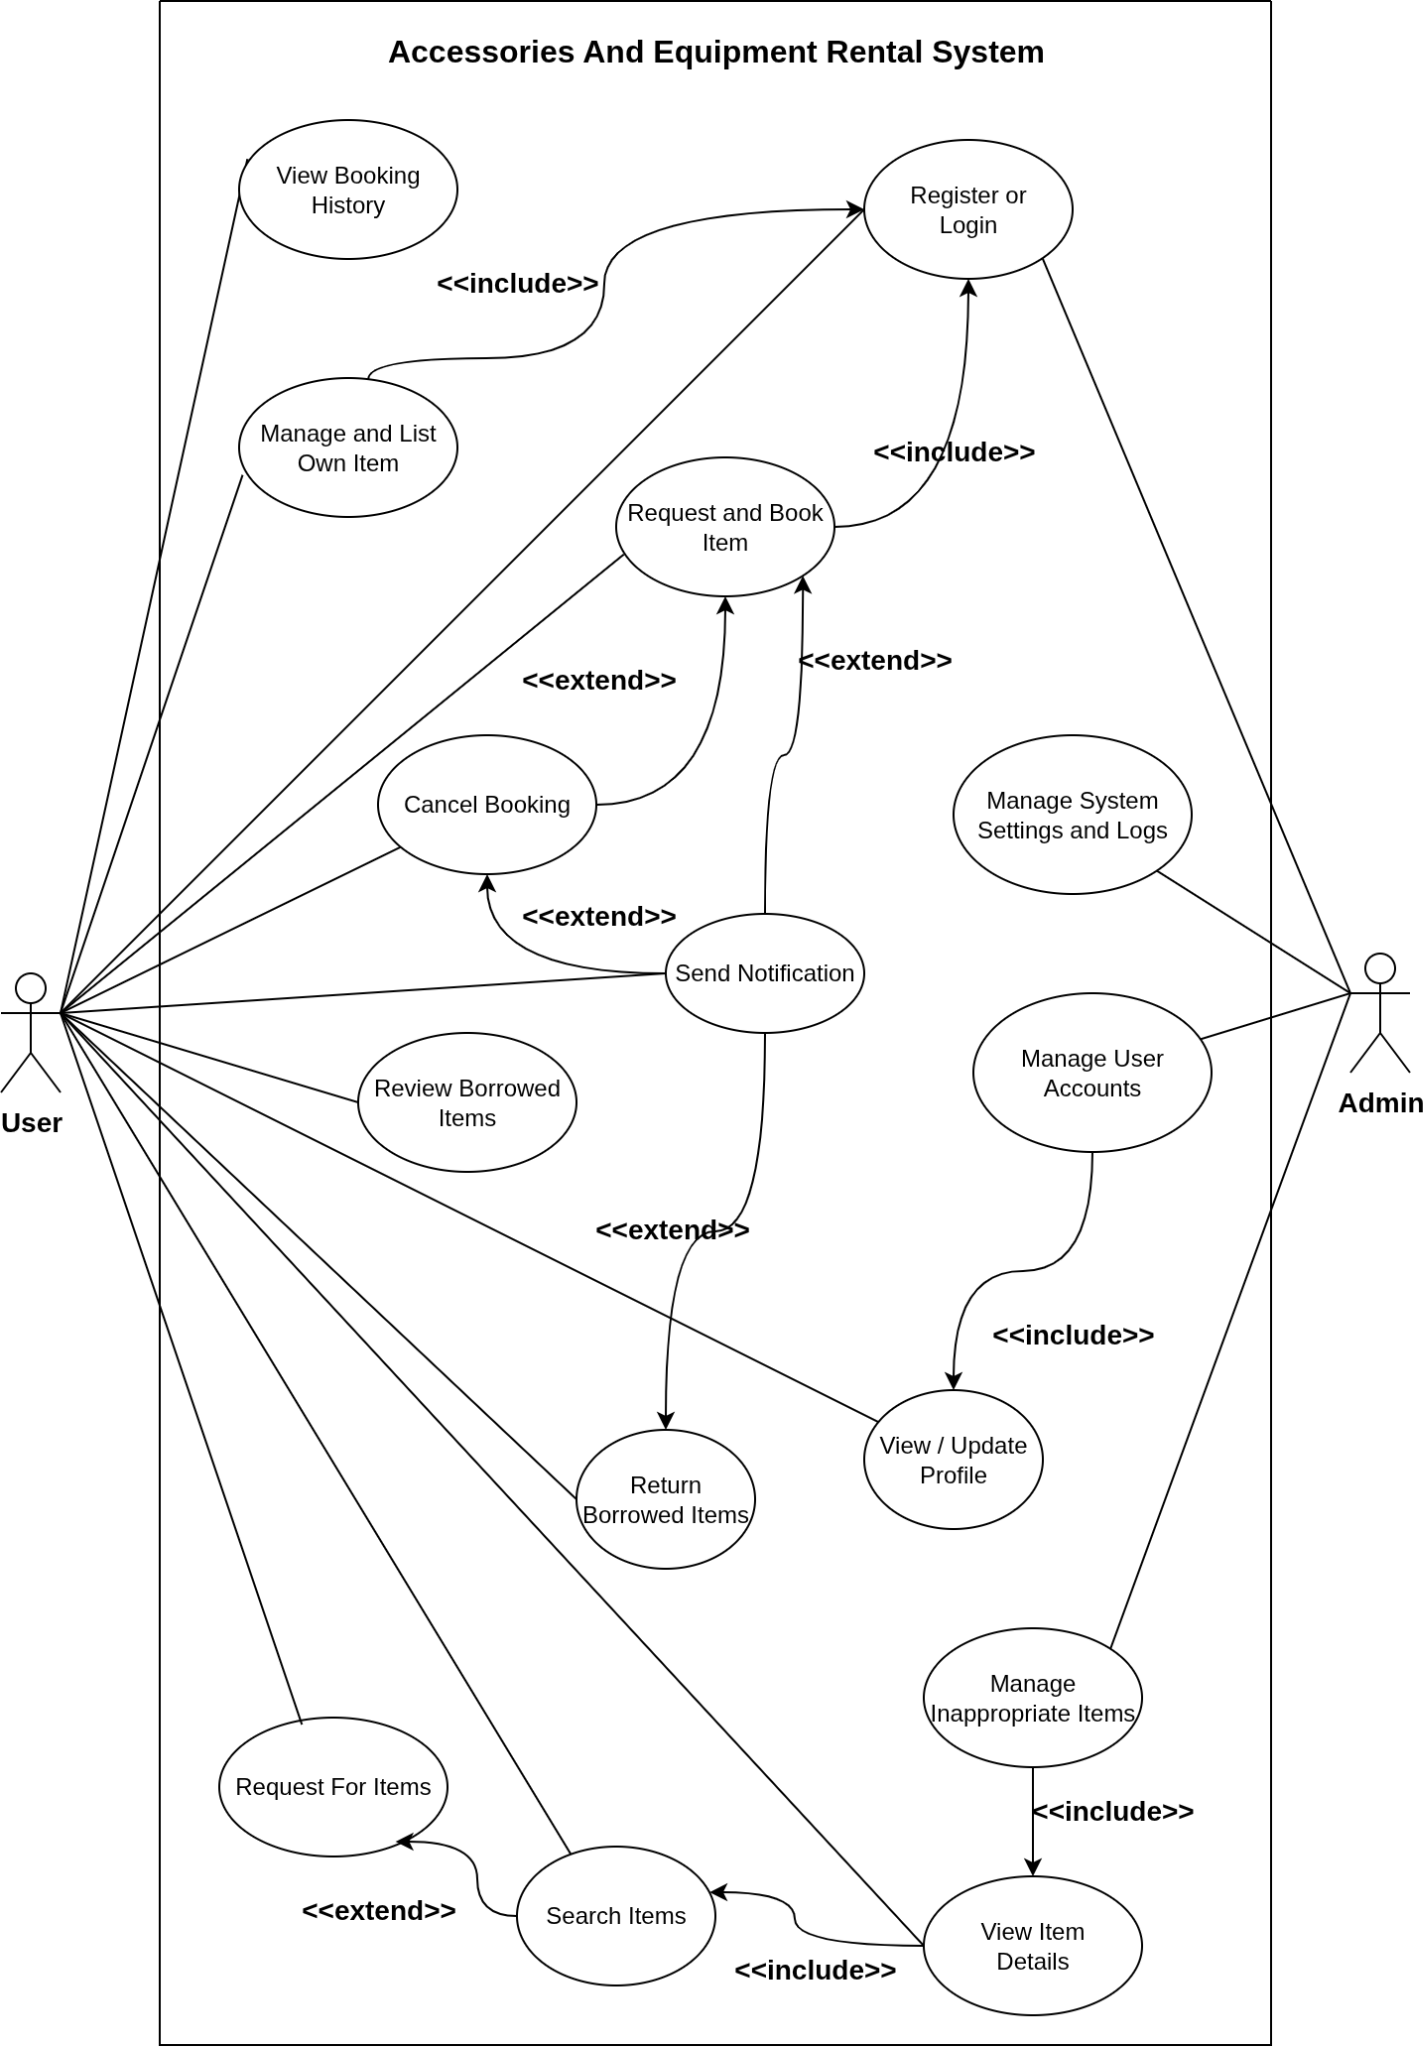 Accessories And Equipment Rental System
View Booking
History
Register or
Login
<<include>>
Manage and List
Own Item
<<include>>
Request and Book
Item
<<extend>>
<<extend>>
Cancel Booking
Manage System
Settings and Logs
<<extend>>
Send Notification
User
Review Borrowed
Items
Manage User
Accounts
Admin
<<extend>>
<<include>>
View / Update
Profile
Return
Borrowed Items
Manage
Inappropriate Items
Request For Items
<<include>>
<<extend>>
Search Items
View Item
Details
<<include>>